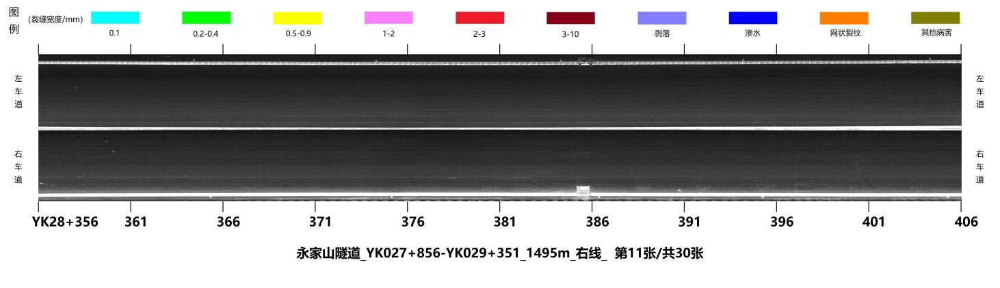 图例
(裂缝宽度/mm)
0.1 0.2-0.4 0.5-0.9 1-2 2-3 3-10 剥落 渗水 网状裂纹 其他病害
左车道 左车道
右车道 右车道
YK28+356 361 366 371 376 381 386 391 396 401 406
永家山隧道_YK027+856-YK029+351_1495m_右线_ 第11张/共30张